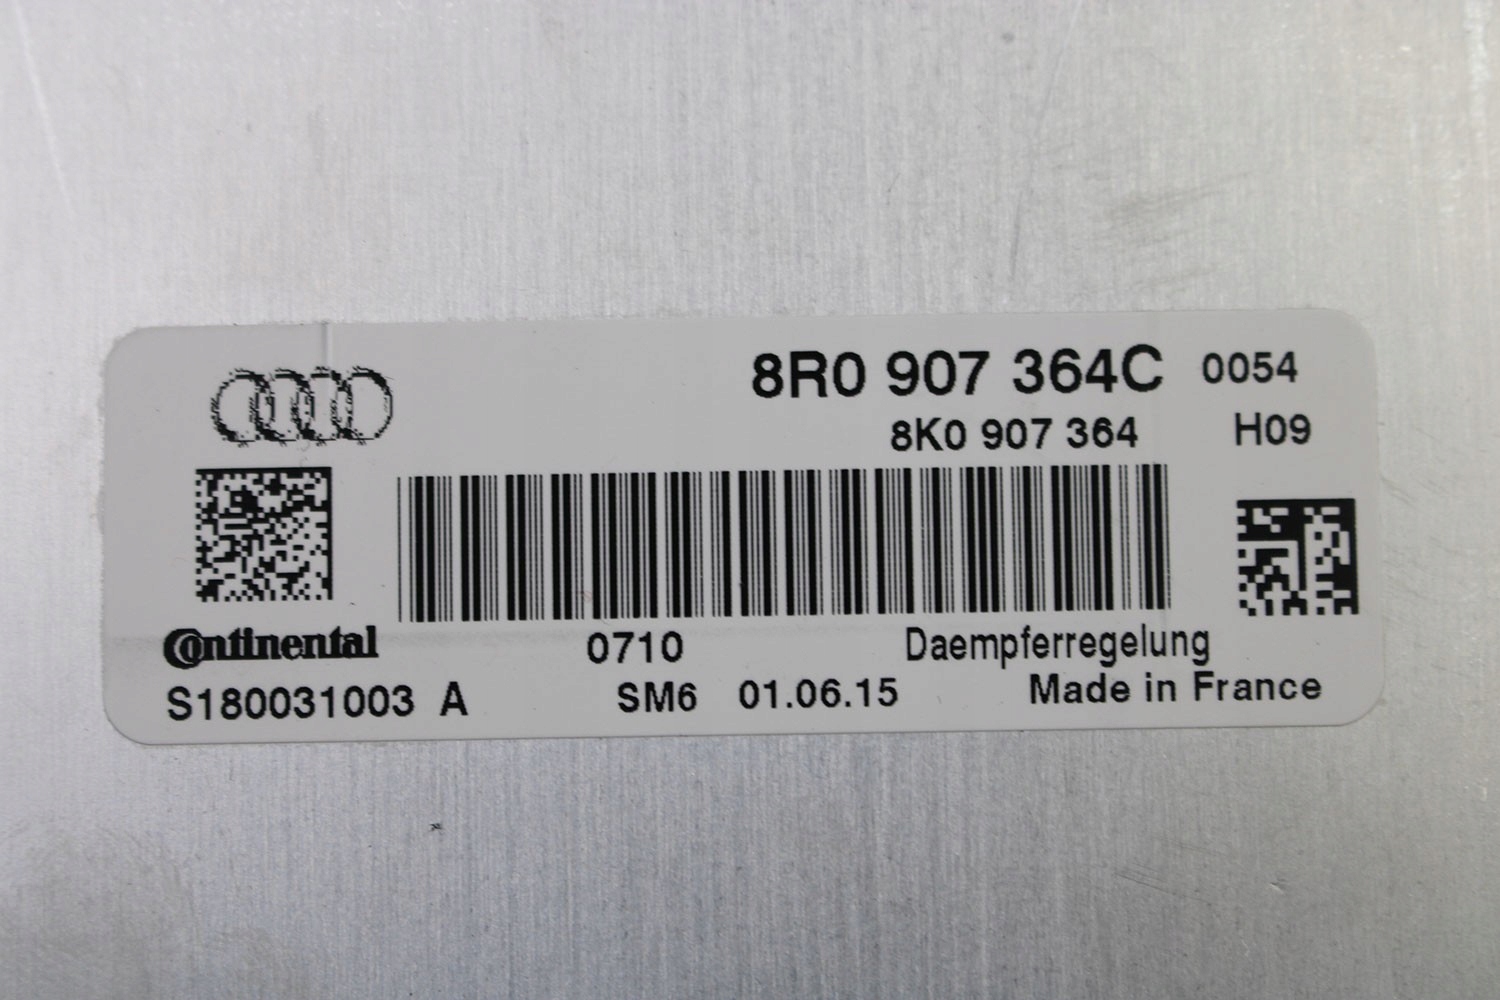 8R0 907 364C 0054
8K0 907 364 H09
Continental 0710 Daempferregelung
S180031003 A SM6 01.06.15 Made in France